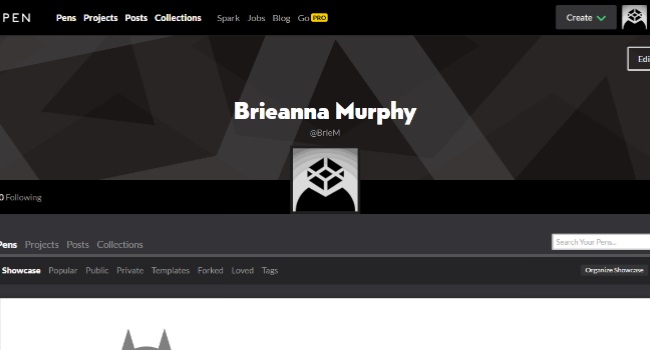 PEN Pens Projects Posts Collections Spark Jobs Blog Go PRO Create
Edi
Brieanna Murphy
@BrieM
0 Following
Pens Projects Posts Collections Search Your Pens...
Showcase Popular Public Private Templates Forked Loved Tags Organize Showcase